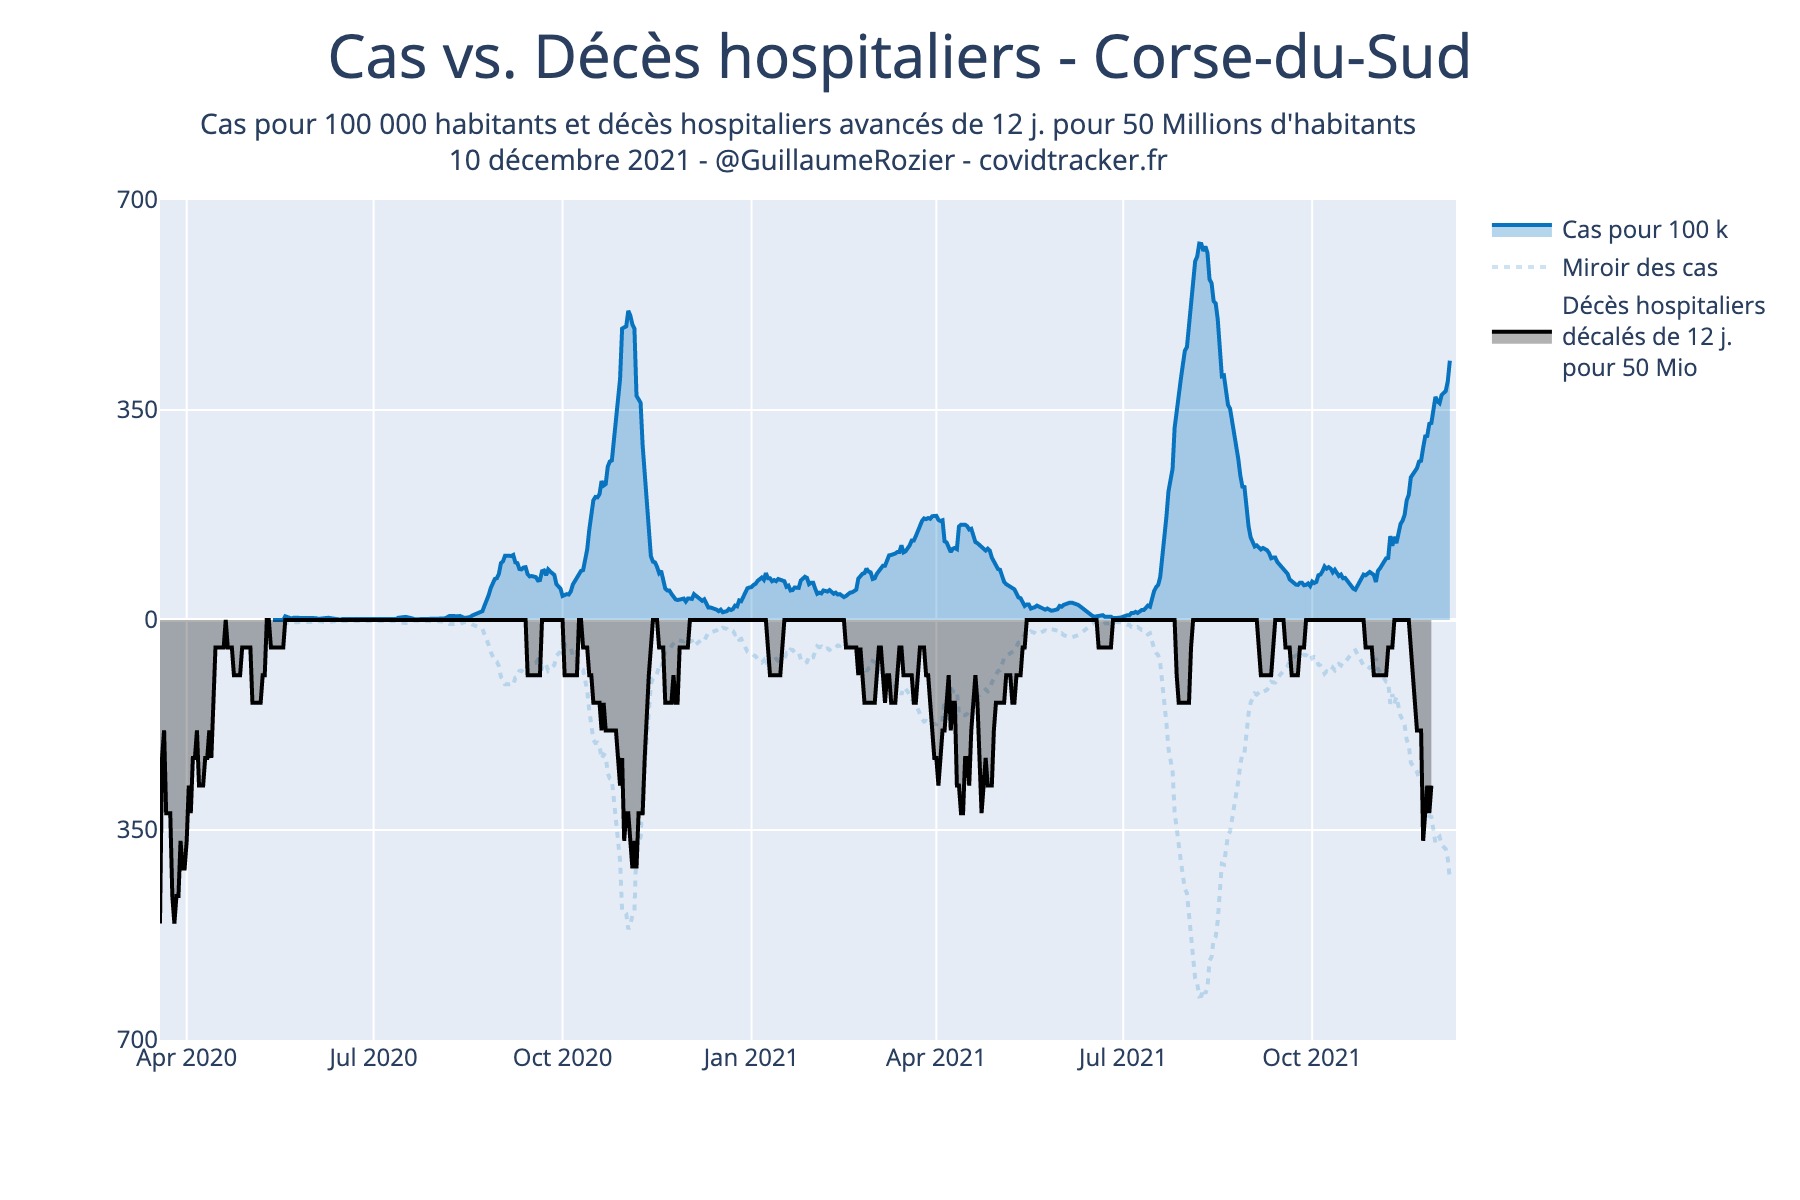 Cas vs. Décès hospitaliers - Corse-du-Sud
Cas pour 100 000 habitants et décès hospitaliers avancés de 12 j. pour 50 Millions d'habitants
10 décembre 2021 - @GuillaumeRozier - covidtracker.fr
700
350
0
350
700
Apr 2020
Jul 2020
Oct 2020
Jan 2021
Apr 2021
Jul 2021
Oct 2021
Cas pour 100 k
Miroir des cas
Décès hospitaliers
décalés de 12 j.
pour 50 Mio